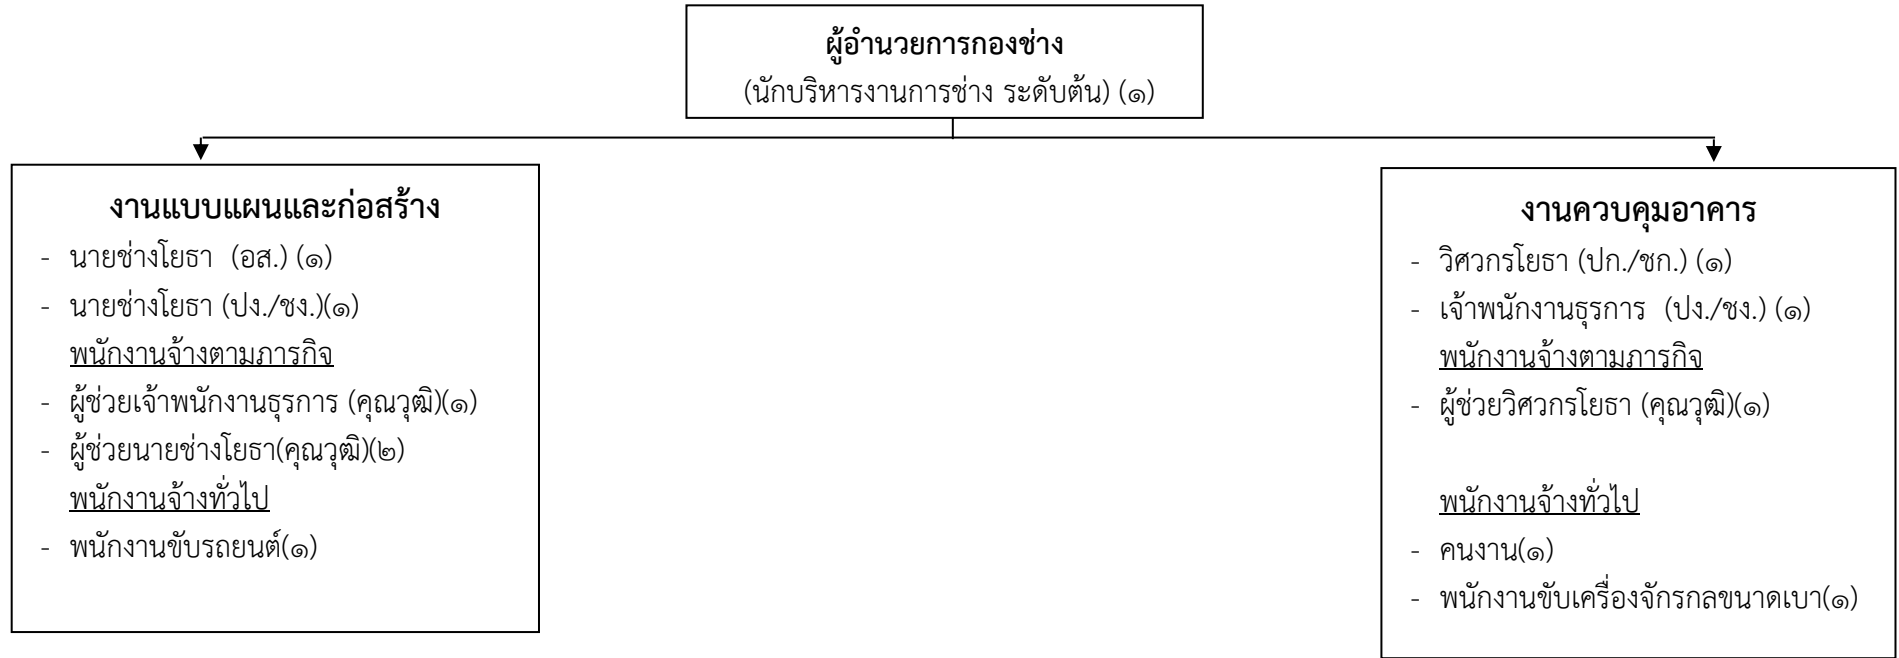 ผู้อำนวยการกองช่าง
(นักบริหารงานการช่าง ระดับต้น) (๑)
งานแบบแผนและก่อสร้าง
- นายช่างโยธา (อส.) (๑)
- นายช่างโยธา (ปง./ชง.)(๑)
พนักงานจ้างตามภารกิจ
- ผู้ช่วยเจ้าพนักงานธุรการ (คุณวุฒิ)(๑)
- ผู้ช่วยนายช่างโยธา(คุณวุฒิ)(๒)
พนักงานจ้างทั่วไป
- พนักงานขับรถยนต์(๑)
งานควบคุมอาคาร
- วิศวกรโยธา (ปก./ชก.) (๑)
- เจ้าพนักงานธุรการ (ปง./ชง.) (๑)
พนักงานจ้างตามภารกิจ
- ผู้ช่วยวิศวกรโยธา (คุณวุฒิ)(๑)
พนักงานจ้างทั่วไป
- คนงาน(๑)
- พนักงานขับเครื่องจักรกลขนาดเบา(๑)